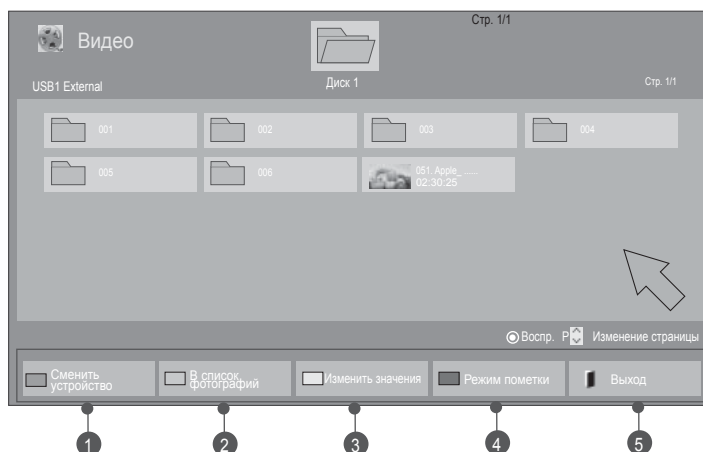 Стр. 1/1
Видео
Диск 1
USB1 External
Стр. 1/1
001
002
003
004
005
006
051. Apple_ ......
02:30:25
Воспр. P Изменение страницы
Сменить
устройство
В список
фотографий
Изменить значения
Режим пометки
Выход
1
2
3
4
5